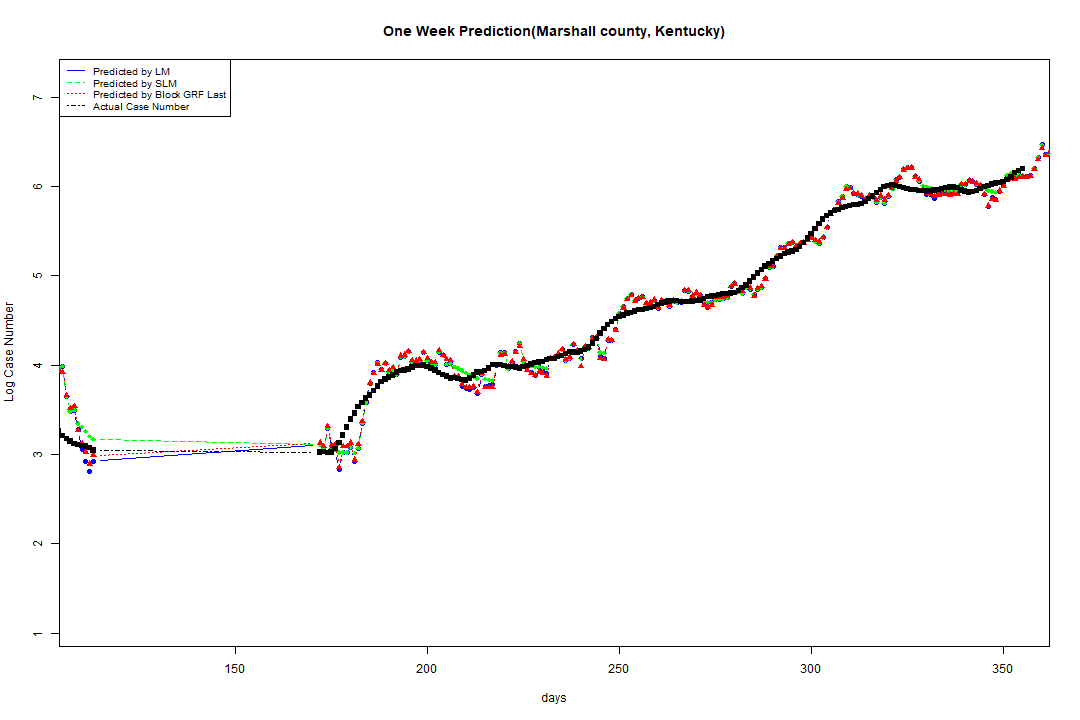 One Week Prediction(Marshall county, Kentucky)
Predicted by LM
Predicted by SLM
Predicted by Block GRF Last
Actual Case Number
7
6
5
4
3
2
1
Log Case Number
150 200 250 300 350
days